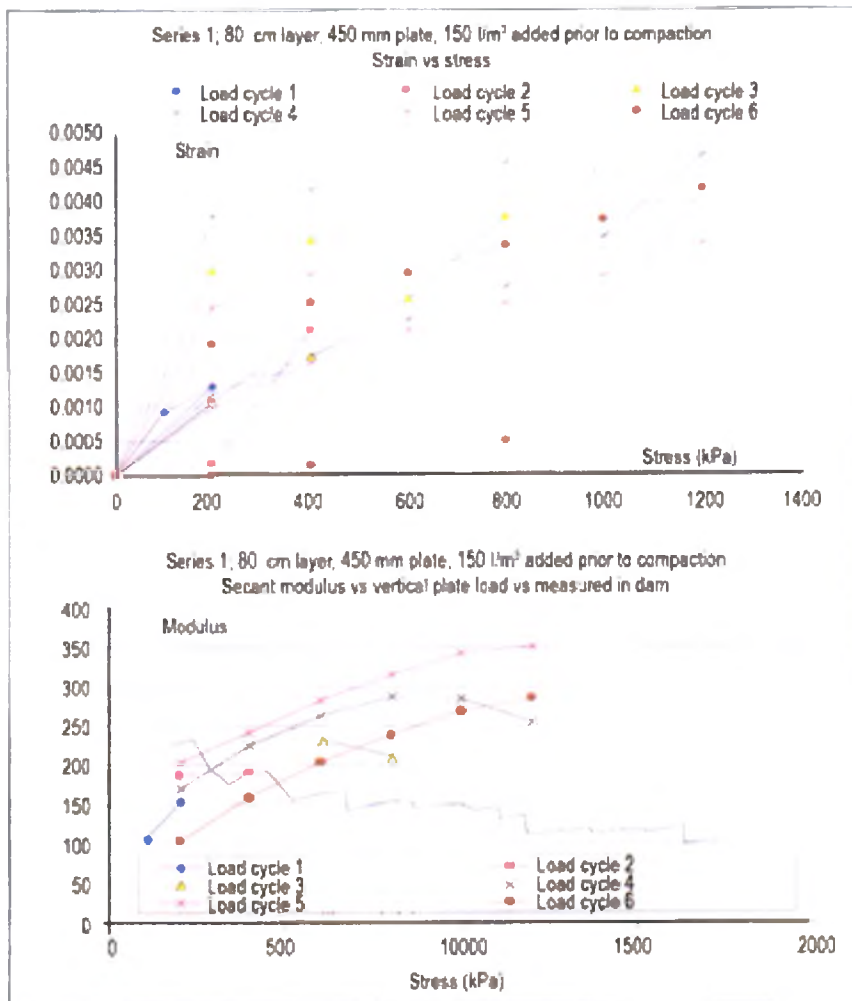 Series 1; 80 cm layer, 450 mm plate, 150 l/m³ added prior to compaction
Strain vs stress
Load cycle 1 Load cycle 2 Load cycle 3
Load cycle 4 Load cycle 5 Load cycle 6
0.0050
Strain
0.0045
0.0040
0.0035
0.0030
0.0025
0.0020
0.0015
0.0010
0.0005
Stress (kPa)
0.0000
0 200 400 600 800 1000 1200 1400
Series 1; 80 cm layer, 450 mm plate, 150 l/m³ added prior to compaction
Secant modulus vs vertical plate load vs measured in dam
400
Modulus
350
300
250
200
150
100
Load cycle 1 Load cycle 2
50
Load cycle 3 Load cycle 4
Load cycle 5 Load cycle 6
0
0 500 10000 1500 2000
Stress (kPa)